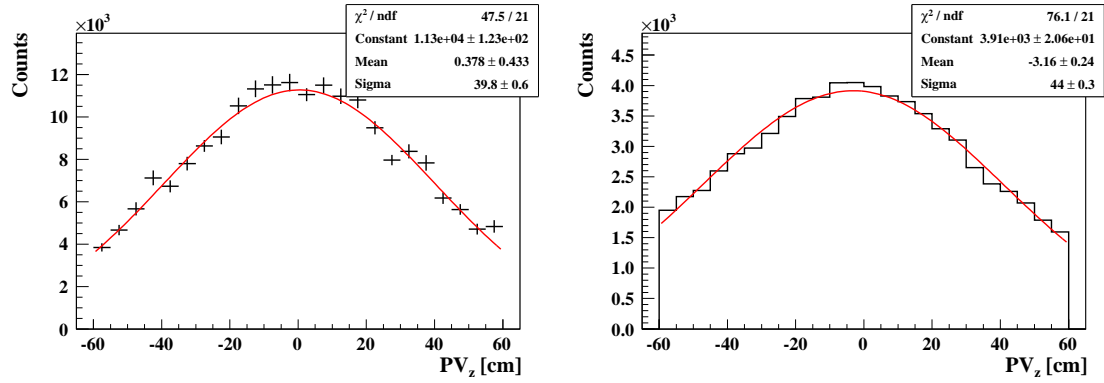 ×10³
χ² / ndf 47.5 / 21
Constant 1.13e+04 ± 1.23e+02
Mean 0.378 ± 0.433
Sigma 39.8 ± 0.6
Counts
12
10
8
6
4
2
0
-60 -40 -20 0 20 40 60
PVz [cm]
×10³
χ² / ndf 76.1 / 21
Constant 3.91e+03 ± 2.06e+01
Mean -3.16 ± 0.24
Sigma 44 ± 0.3
Counts
4.5
4.0
3.5
3.0
2.5
2.0
1.5
1.0
0.5
0.0
-60 -40 -20 0 20 40 60
PVz [cm]